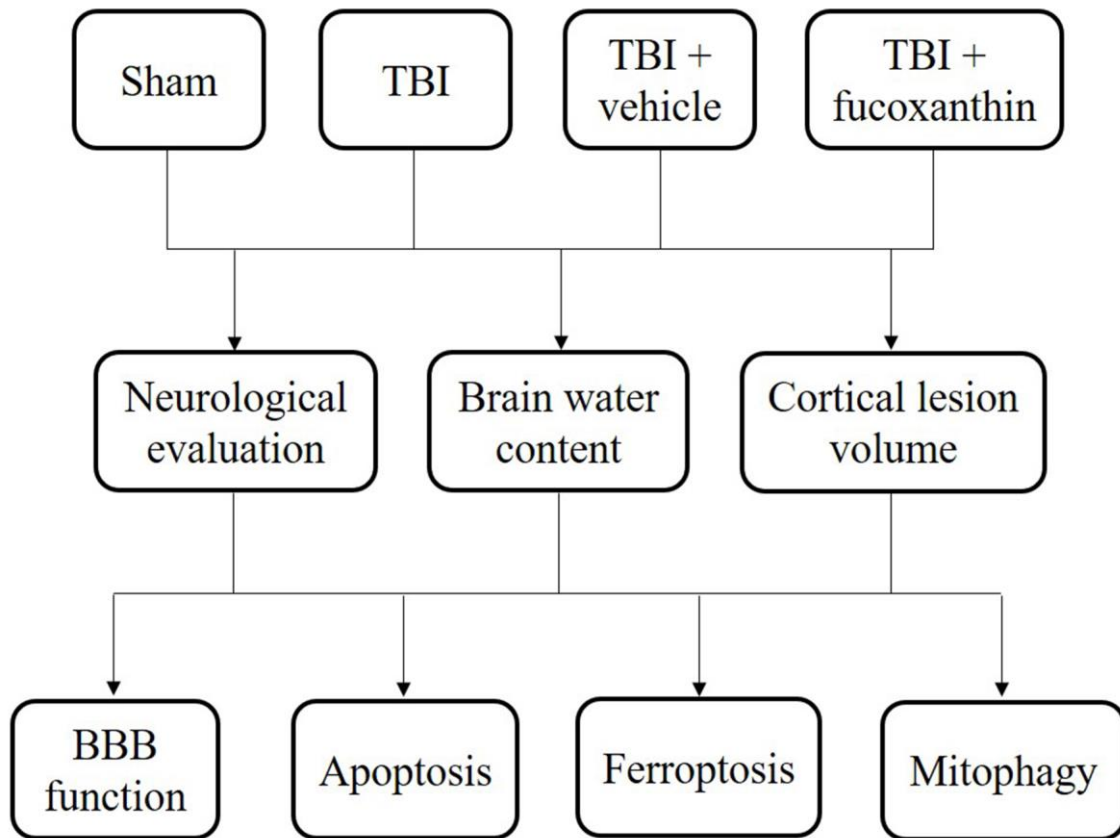 Sham
TBI
TBI +
vehicle
TBI +
fucoxanthin
Neurological
evaluation
Brain water
content
Cortical lesion
volume
BBB
function
Apoptosis
Ferroptosis
Mitophagy